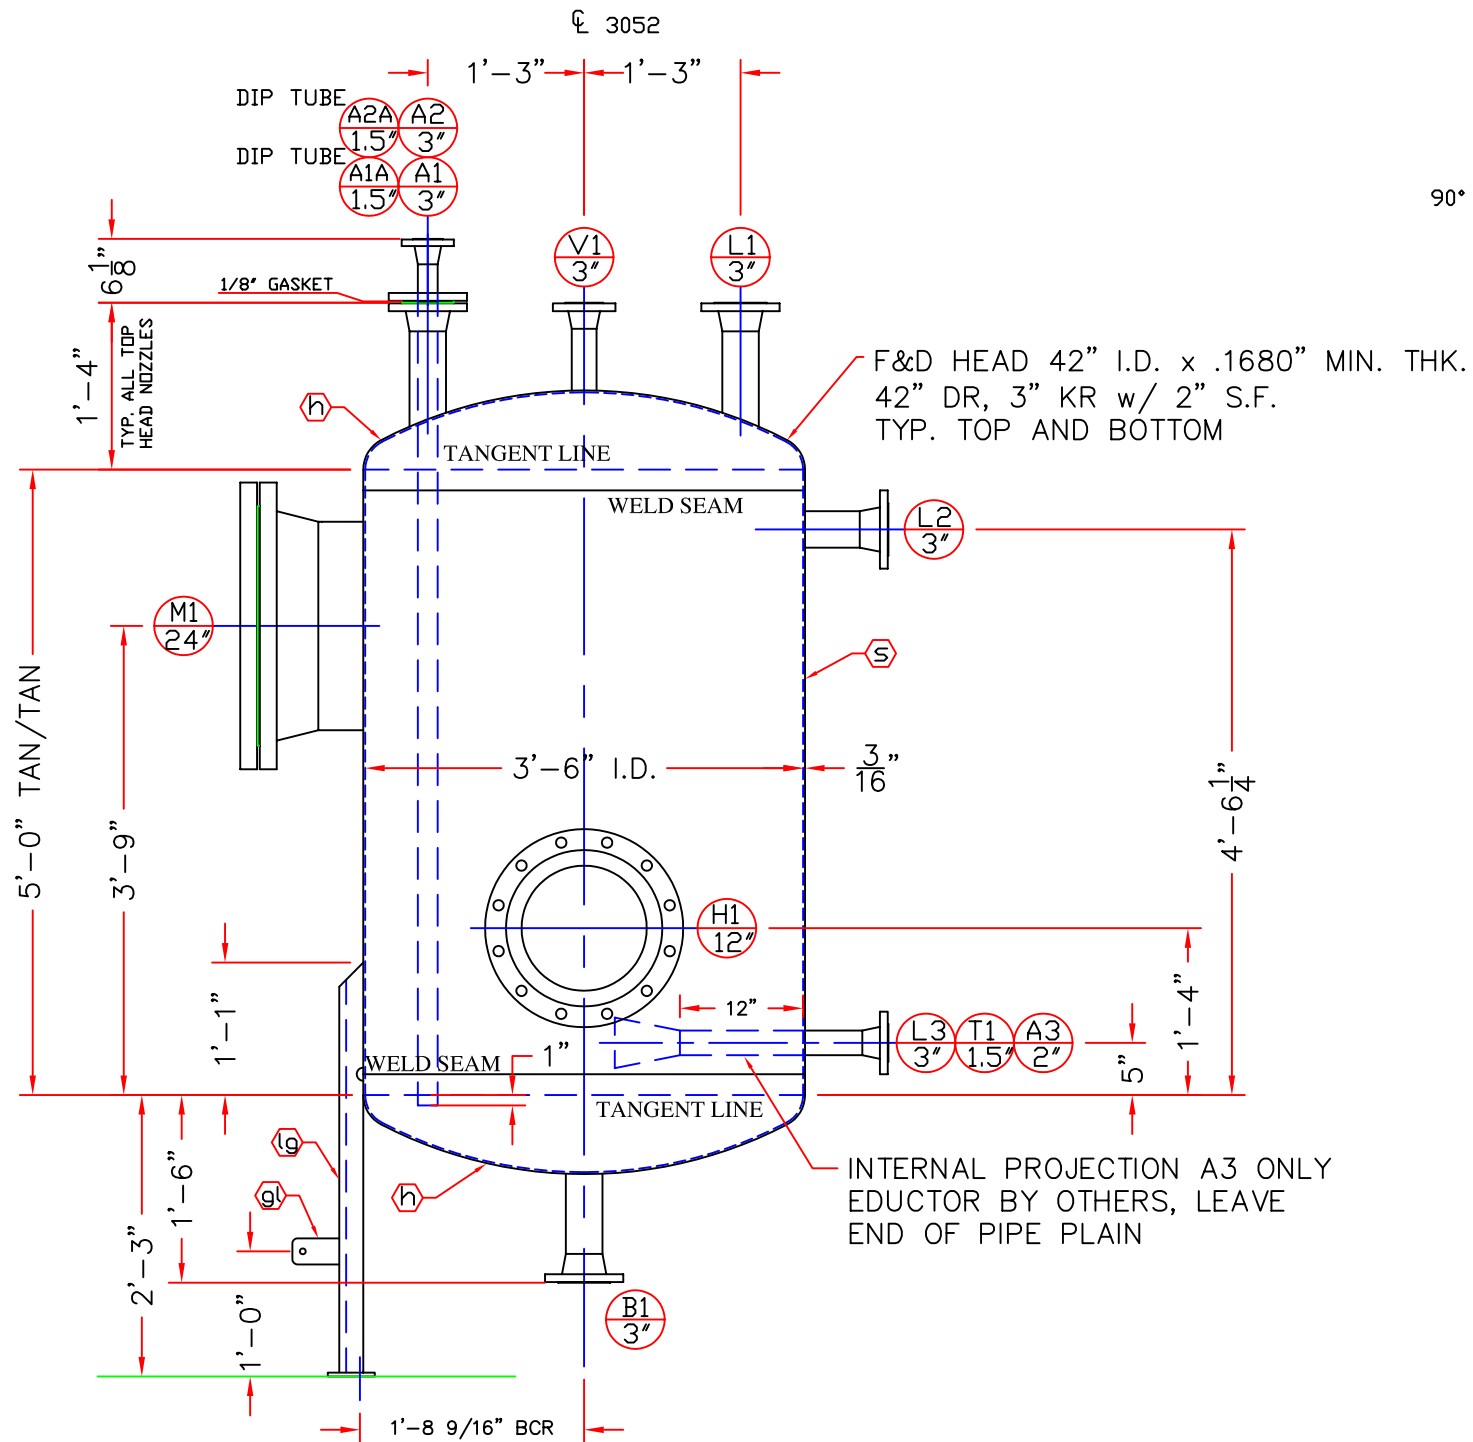 ℄ 3052
1'-3" 1'-3"
DIP TUBE
A2A 1.5"
A2 3"
DIP TUBE
A1A 1.5"
A1 3"
90°
V1 3"
L1 3"
6 1/8"
1/8" GASKET
1'-4"
TYP. ALL TOP
HEAD NOZZLES
F&D HEAD 42" I.D. x .1680" MIN. THK.
42" DR, 3" KR w/ 2" S.F.
TYP. TOP AND BOTTOM
h
TANGENT LINE
WELD SEAM
L2 3"
M1 24"
s
5'-0" TAN/TAN
3'-6" I.D.
3/16"
4'-6 1/4"
3'-9"
H1 12"
1'-1"
12"
1'-4"
L3 3"
T1 1.5"
A3 2"
5"
1"
WELD SEAM
TANGENT LINE
lg
gl
h
1'-6"
2'-3"
1'-0"
INTERNAL PROJECTION A3 ONLY
EDUCTOR BY OTHERS, LEAVE
END OF PIPE PLAIN
B1 3"
1'-8 9/16" BCR